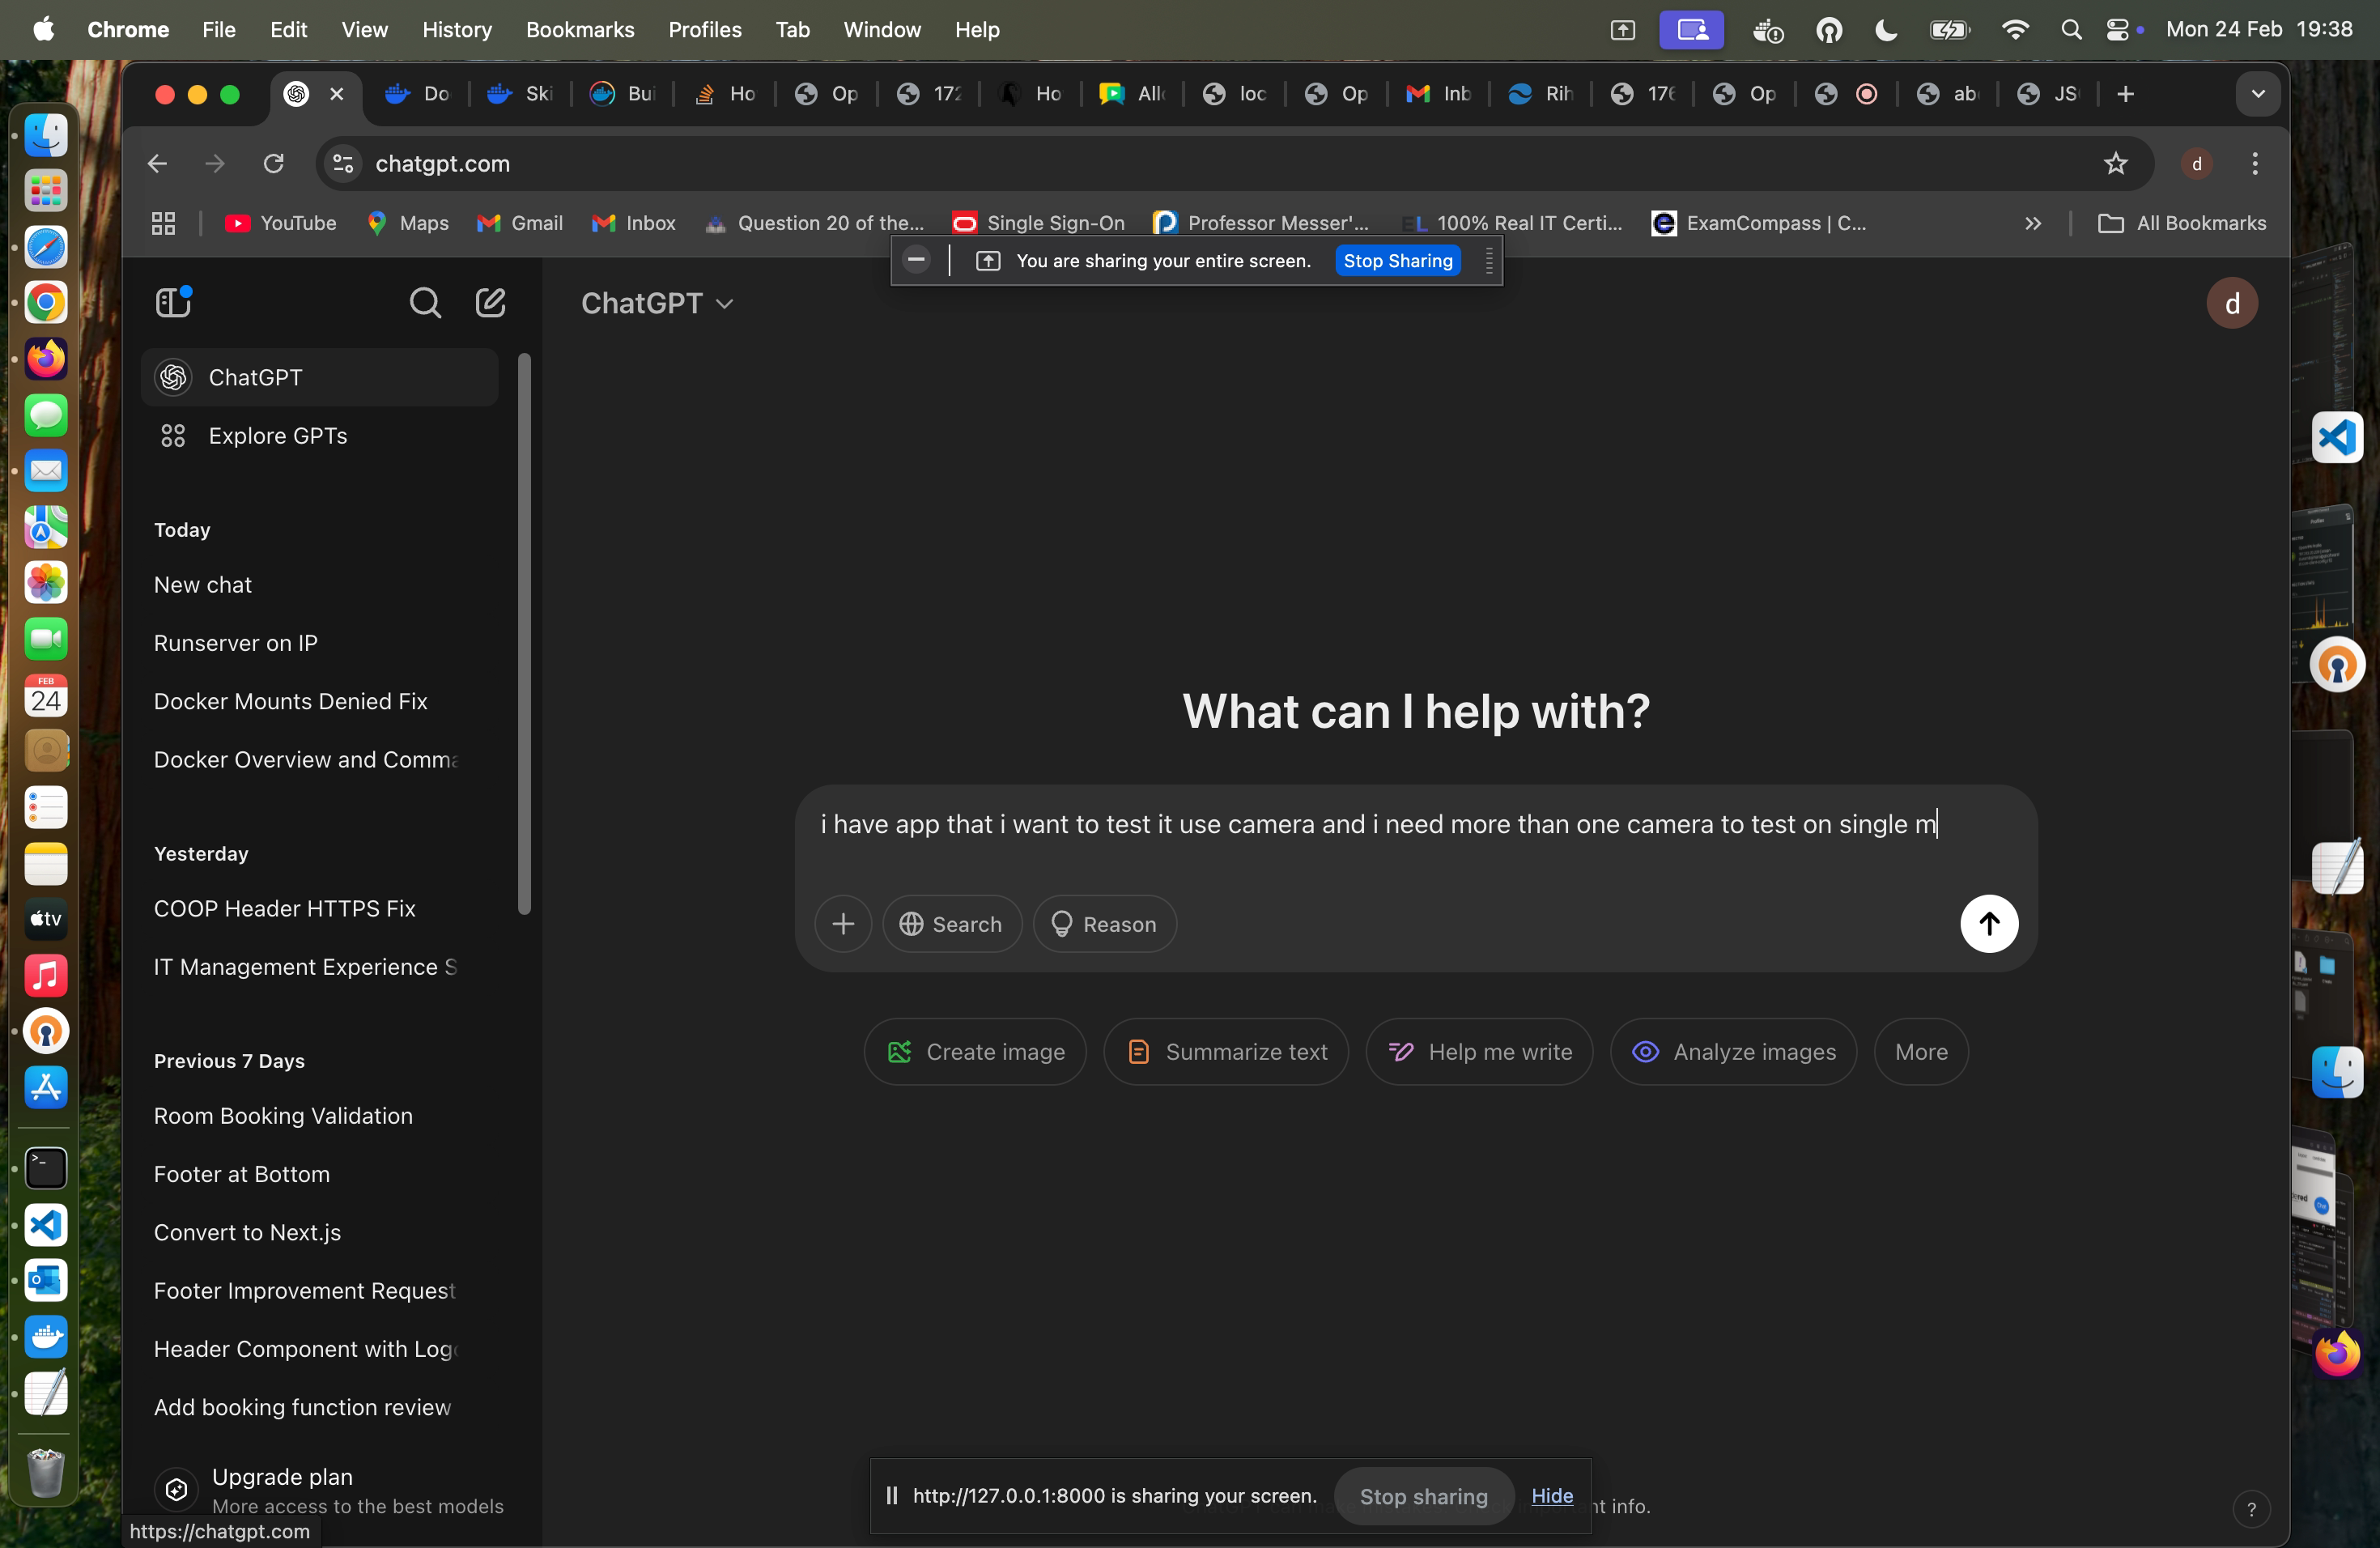 Chrome File Edit View History Bookmarks Profiles Tab Window Help Mon 24 Feb 19:38
Do Ski Bui Ho Op 172 Ho All loc Op Inb Rih 176 Op ab JS
chatgpt.com d
YouTube Maps Gmail Inbox Question 20 of the... Single Sign-On Professor Messer'... EL 100% Real IT Certi... ExamCompass | C... All Bookmarks
You are sharing your entire screen. Stop Sharing
ChatGPT d
ChatGPT
Explore GPTs
Today
New chat
Runserver on IP
Docker Mounts Denied Fix
Docker Overview and Comma
Yesterday
COOP Header HTTPS Fix
IT Management Experience S
Previous 7 Days
Room Booking Validation
Footer at Bottom
Convert to Next.js
Footer Improvement Request
Header Component with Logo
Add booking function review
Upgrade plan
More access to the best models
https://chatgpt.com
What can I help with?
i have app that i want to test it use camera and i need more than one camera to test on single m
Search Reason
Create image Summarize text Help me write Analyze images More
http://127.0.0.1:8000 is sharing your screen. Stop sharing Hide nt info.
?
FEB
24
tv